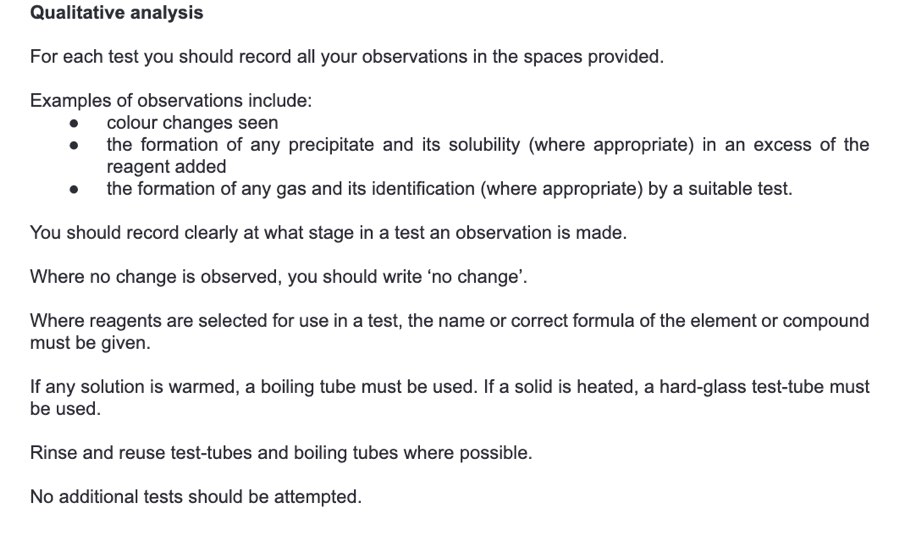 Qualitative analysis
For each test you should record all your observations in the spaces provided.
Examples of observations include:
● colour changes seen
● the formation of any precipitate and its solubility (where appropriate) in an excess of the
reagent added
● the formation of any gas and its identification (where appropriate) by a suitable test.
You should record clearly at what stage in a test an observation is made.
Where no change is observed, you should write ‘no change’.
Where reagents are selected for use in a test, the name or correct formula of the element or compound
must be given.
If any solution is warmed, a boiling tube must be used. If a solid is heated, a hard-glass test-tube must
be used.
Rinse and reuse test-tubes and boiling tubes where possible.
No additional tests should be attempted.